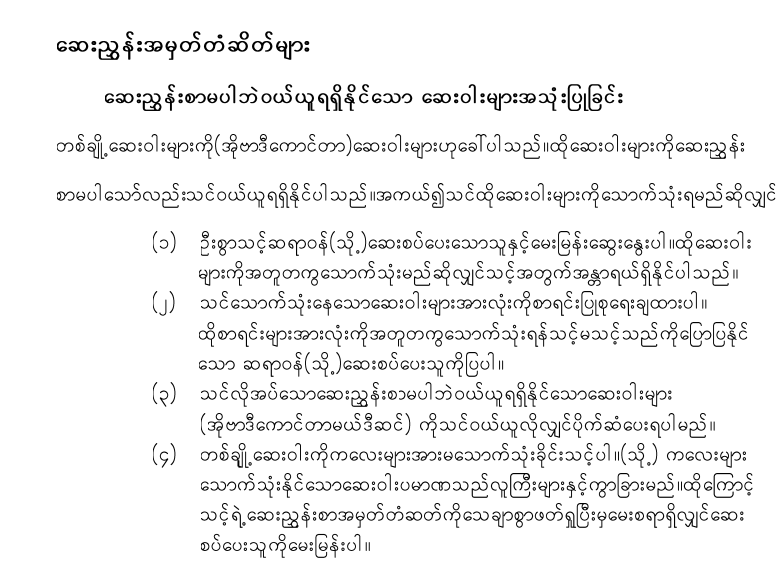 ဆေးညွှန်းအမှတ်တံဆိတ်များ
ဆေးညွှန်းစာမပါဘဲဝယ်ယူရရှိနိုင်သော ဆေးဝါးများအသုံးပြုခြင်း
တစ်ချို့ဆေးဝါးများကို(အိုဗာဒီကောင်တာ)ဆေးဝါးများဟုခေါ်ပါသည်။ထိုဆေးဝါးများကိုဆေးညွှန်း
စာမပါသော်လည်းသင်ဝယ်ယူရရှိနိုင်ပါသည်။အကယ်၍သင်ထိုဆေးဝါးများကိုသောက်သုံးရမည်ဆိုလျှင်
(၁) ဦးစွာသင့်ဆရာဝန်(သို့)ဆေးစပ်ပေးသောသူနှင့်မေးမြန်းဆွေးနွေးပါ။ထိုဆေးဝါး
များကိုအတူတကွသောက်သုံးမည်ဆိုလျှင်သင့်အတွက်အန္တာရယ်ရှိနိုင်ပါသည်။
(၂) သင်သောက်သုံးနေသောဆေးဝါးများအားလုံးကိုစာရင်းပြုစုရေးချထားပါ။
ထိုစာရင်းများအားလုံးကိုအတူတကွသောက်သုံးရန်သင့်မသင့်သည်ကိုပြောပြနိုင်
သော ဆရာဝန်(သို့)ဆေးစပ်ပေးသူကိုပြပါ။
(၃) သင်လိုအပ်သောဆေးညွှန်းစာမပါဘဲဝယ်ယူရရှိနိုင်သောဆေးဝါးများ
(အိုဗာဒီကောင်တာမယ်ဒီဆင်) ကိုသင်ဝယ်ယူလိုလျှင်ပိုက်ဆံပေးရပါမည်။
(၄) တစ်ချို့ဆေးဝါးကိုကလေးများအားမသောက်သုံးခိုင်းသင့်ပါ။(သို့) ကလေးများ
သောက်သုံးနိုင်သောဆေးဝါးပမာဏသည်လူကြီးများနှင့်ကွာခြားမည်။ထိုကြောင့်
သင့်ရဲ့ဆေးညွှန်းစာအမှတ်တံဆတ်ကိုသေချာစွာဖတ်ရှုပြီးမှမေးစရာရှိလျှင်ဆေး
စပ်ပေးသူကိုမေးမြန်းပါ။